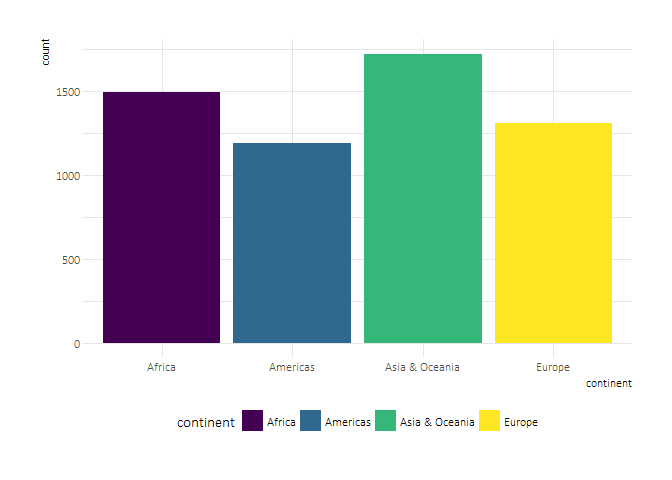 count
1500
1000
500
0
Africa Americas Asia & Oceania Europe
continent
continent Africa Americas Asia & Oceania Europe